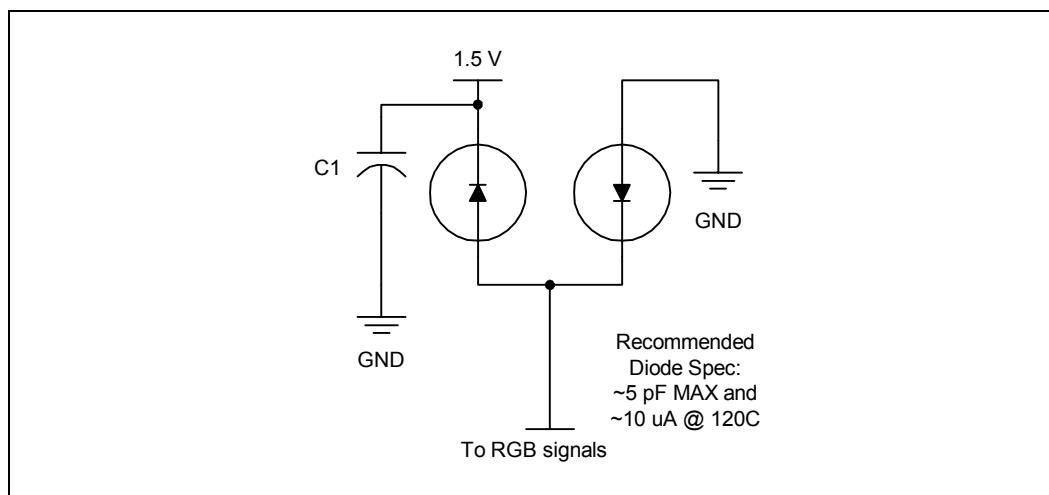 1.5 V
C1
GND
GND
Recommended
Diode Spec:
~5 pF MAX and
~10 uA @ 120C
To RGB signals